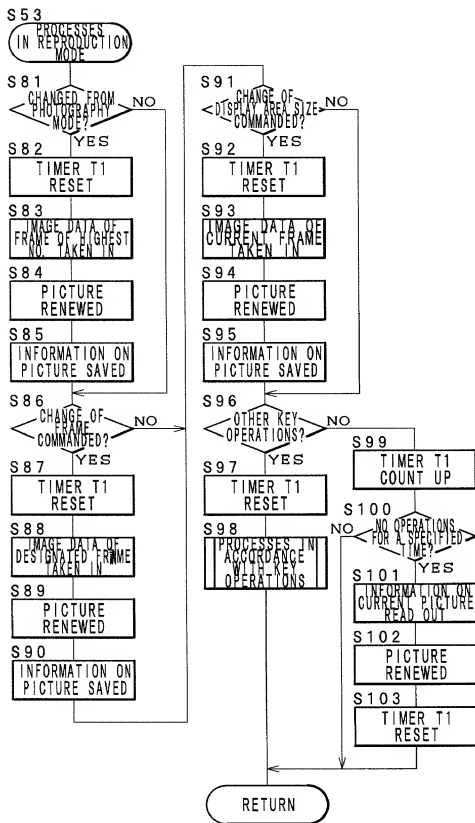 S53
PROCESSES
IN REPRODUCTION
MODE
S81
CHANGED FROM
PHOTOGRAPHY
MODE?
NO
YES
S82
TIMER T1
RESET
S83
IMAGE DATA OF
FRAME OF HIGHEST
NO. TAKEN IN
S84
PICTURE
RENEWED
S85
INFORMATION ON
PICTURE SAVED
S86
CHANGE OF
FRAME
COMMANDED?
NO
YES
S87
TIMER T1
RESET
S88
IMAGE DATA OF
DESIGNATED FRAME
TAKEN IN
S89
PICTURE
RENEWED
S90
INFORMATION ON
PICTURE SAVED
S91
CHANGE OF
DISPLAY AREA SIZE
COMMANDED?
NO
YES
S92
TIMER T1
RESET
S93
IMAGE DATA OF
CURRENT FRAME
TAKEN IN
S94
PICTURE
RENEWED
S95
INFORMATION ON
PICTURE SAVED
S96
OTHER KEY
OPERATIONS?
NO
YES
S97
TIMER T1
RESET
S98
PROCESSES IN
ACCORDANCE
WITH KEY
OPERATIONS
S99
TIMER T1
COUNT UP
S100
NO OPERATIONS
FOR A SPECIFIED
TIME?
NO
YES
S101
INFORMATION ON
CURRENT PICTURE
READ OUT
S102
PICTURE
RENEWED
S103
TIMER T1
RESET
RETURN